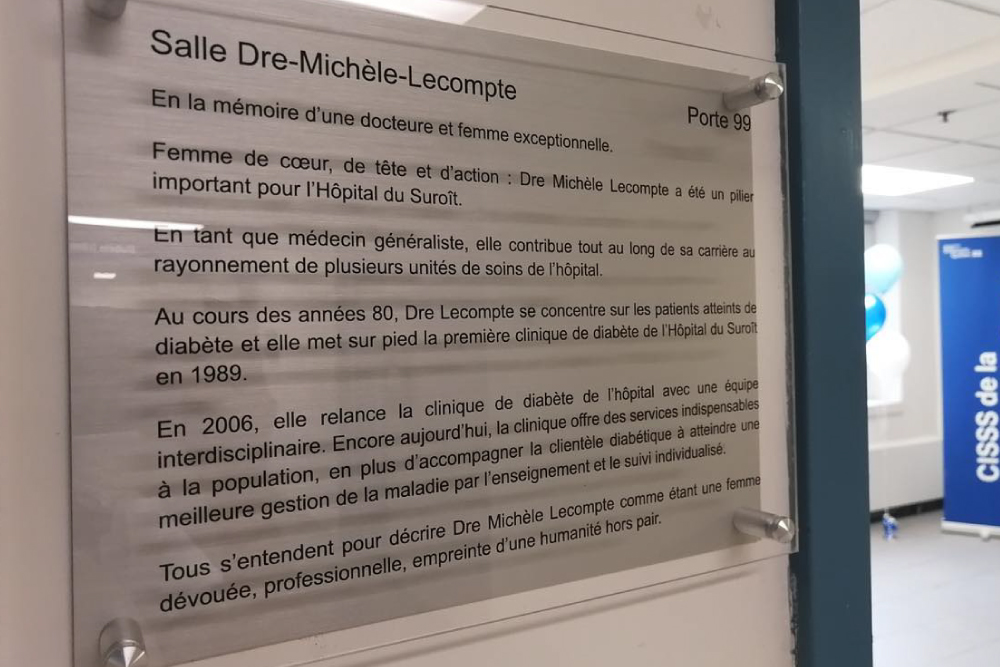 Salle Dre-Michèle-Lecompte
Porte 99
En la mémoire d'une docteure et femme exceptionnelle.
Femme de cœur, de tête et d'action : Dre Michèle Lecompte a été un pilier
important pour l'Hôpital du Suroît.
En tant que médecin généraliste, elle contribue tout au long de sa carrière au
rayonnement de plusieurs unités de soins de l'hôpital.
Au cours des années 80, Dre Lecompte se concentre sur les patients atteints de
diabète et elle met sur pied la première clinique de diabète de l'Hôpital du Suroît
en 1989.
En 2006, elle relance la clinique de diabète de l'hôpital avec une équipe
interdisciplinaire. Encore aujourd'hui, la clinique offre des services indispensables
à la population, en plus d'accompagner la clientèle diabétique à atteindre une
meilleure gestion de la maladie par l'enseignement et le suivi individualisé.
Tous s'entendent pour décrire Dre Michèle Lecompte comme étant une femme
dévouée, professionnelle, empreinte d'une humanité hors pair.
CISSS de la